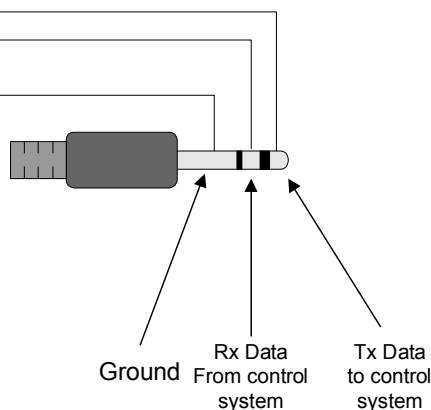 Ground
Rx Data
From control
system
Tx Data
to control
system